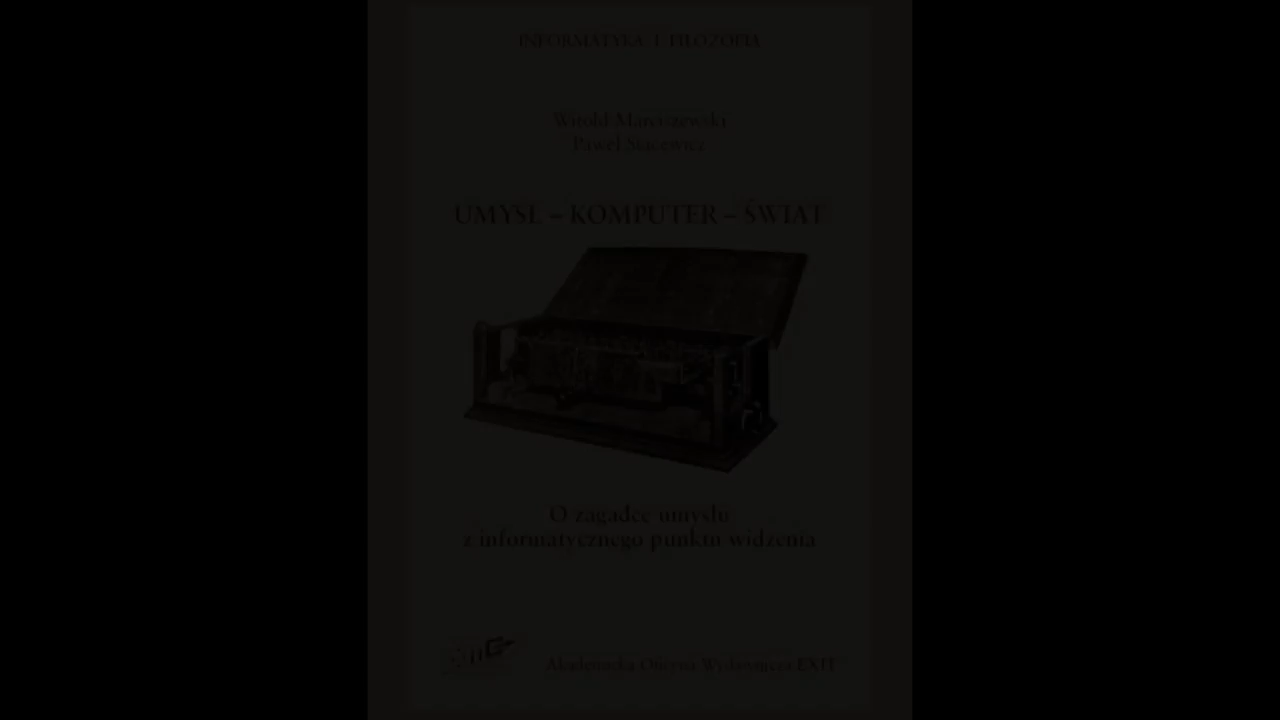 INFORMATYKA I FILOZOFIA
Witold Marciszewski
Paweł Stacewicz
UMYSŁ – KOMPUTER – ŚWIAT
O zagadce umysłu
z informatycznego punktu widzenia
Akademicka Oficyna Wydawnicza EXIT